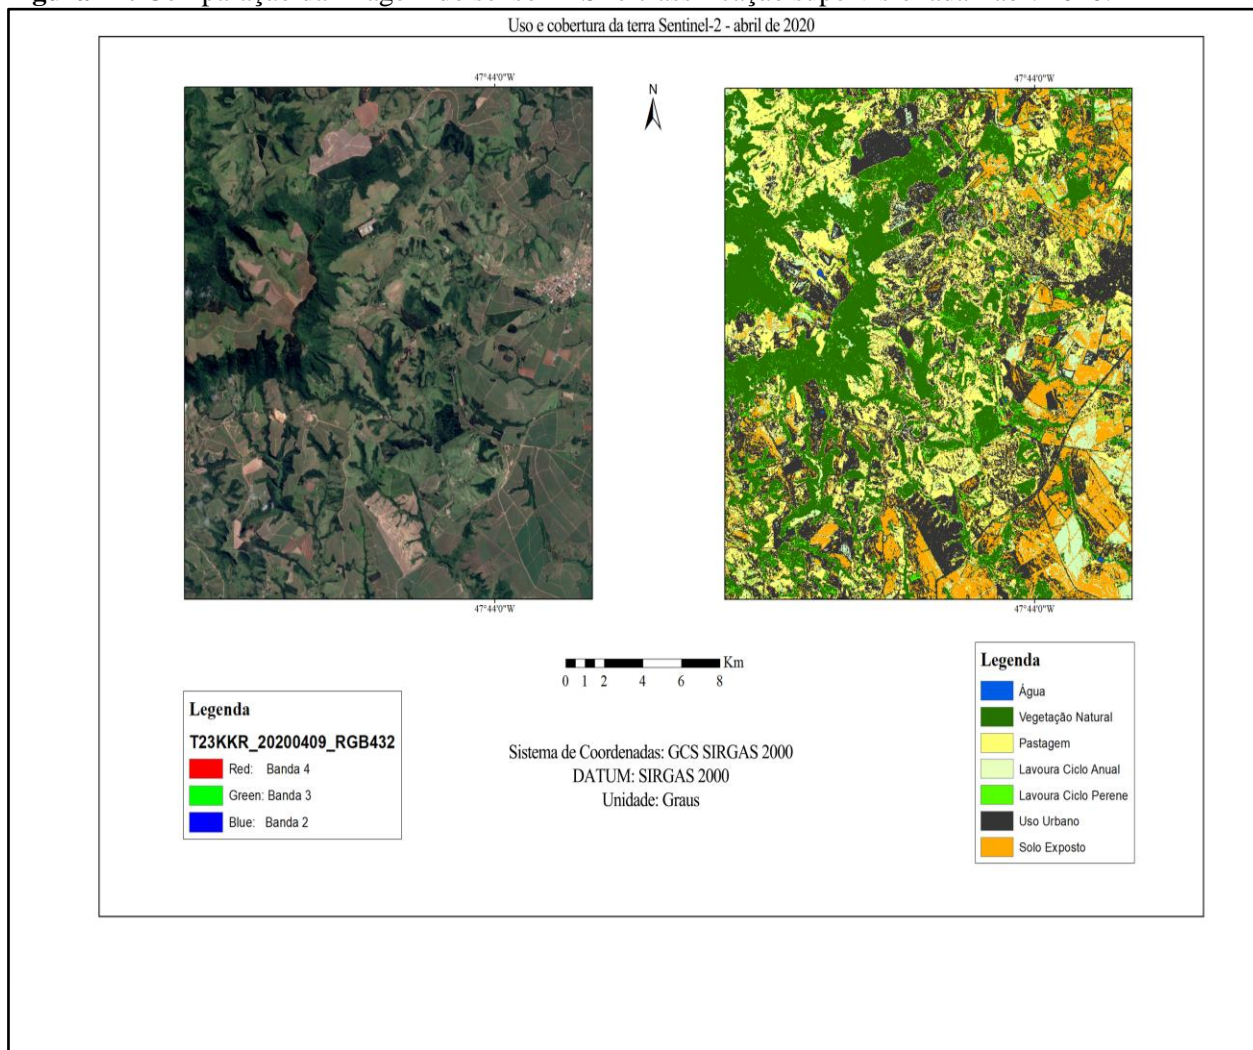 Uso e cobertura da terra Sentinel-2 - abril de 2020
47°44'0"W
N
47°44'0"W
47°44'0"W
47°44'0"W
Km
0 1 2 4 6 8
Legenda
T23KKR_20200409_RGB432
Red: Banda 4
Green: Banda 3
Blue: Banda 2
Sistema de Coordenadas: GCS SIRGAS 2000
DATUM: SIRGAS 2000
Unidade: Graus
Legenda
Água
Vegetação Natural
Pastagem
Lavoura Ciclo Anual
Lavoura Ciclo Perene
Uso Urbano
Solo Exposto